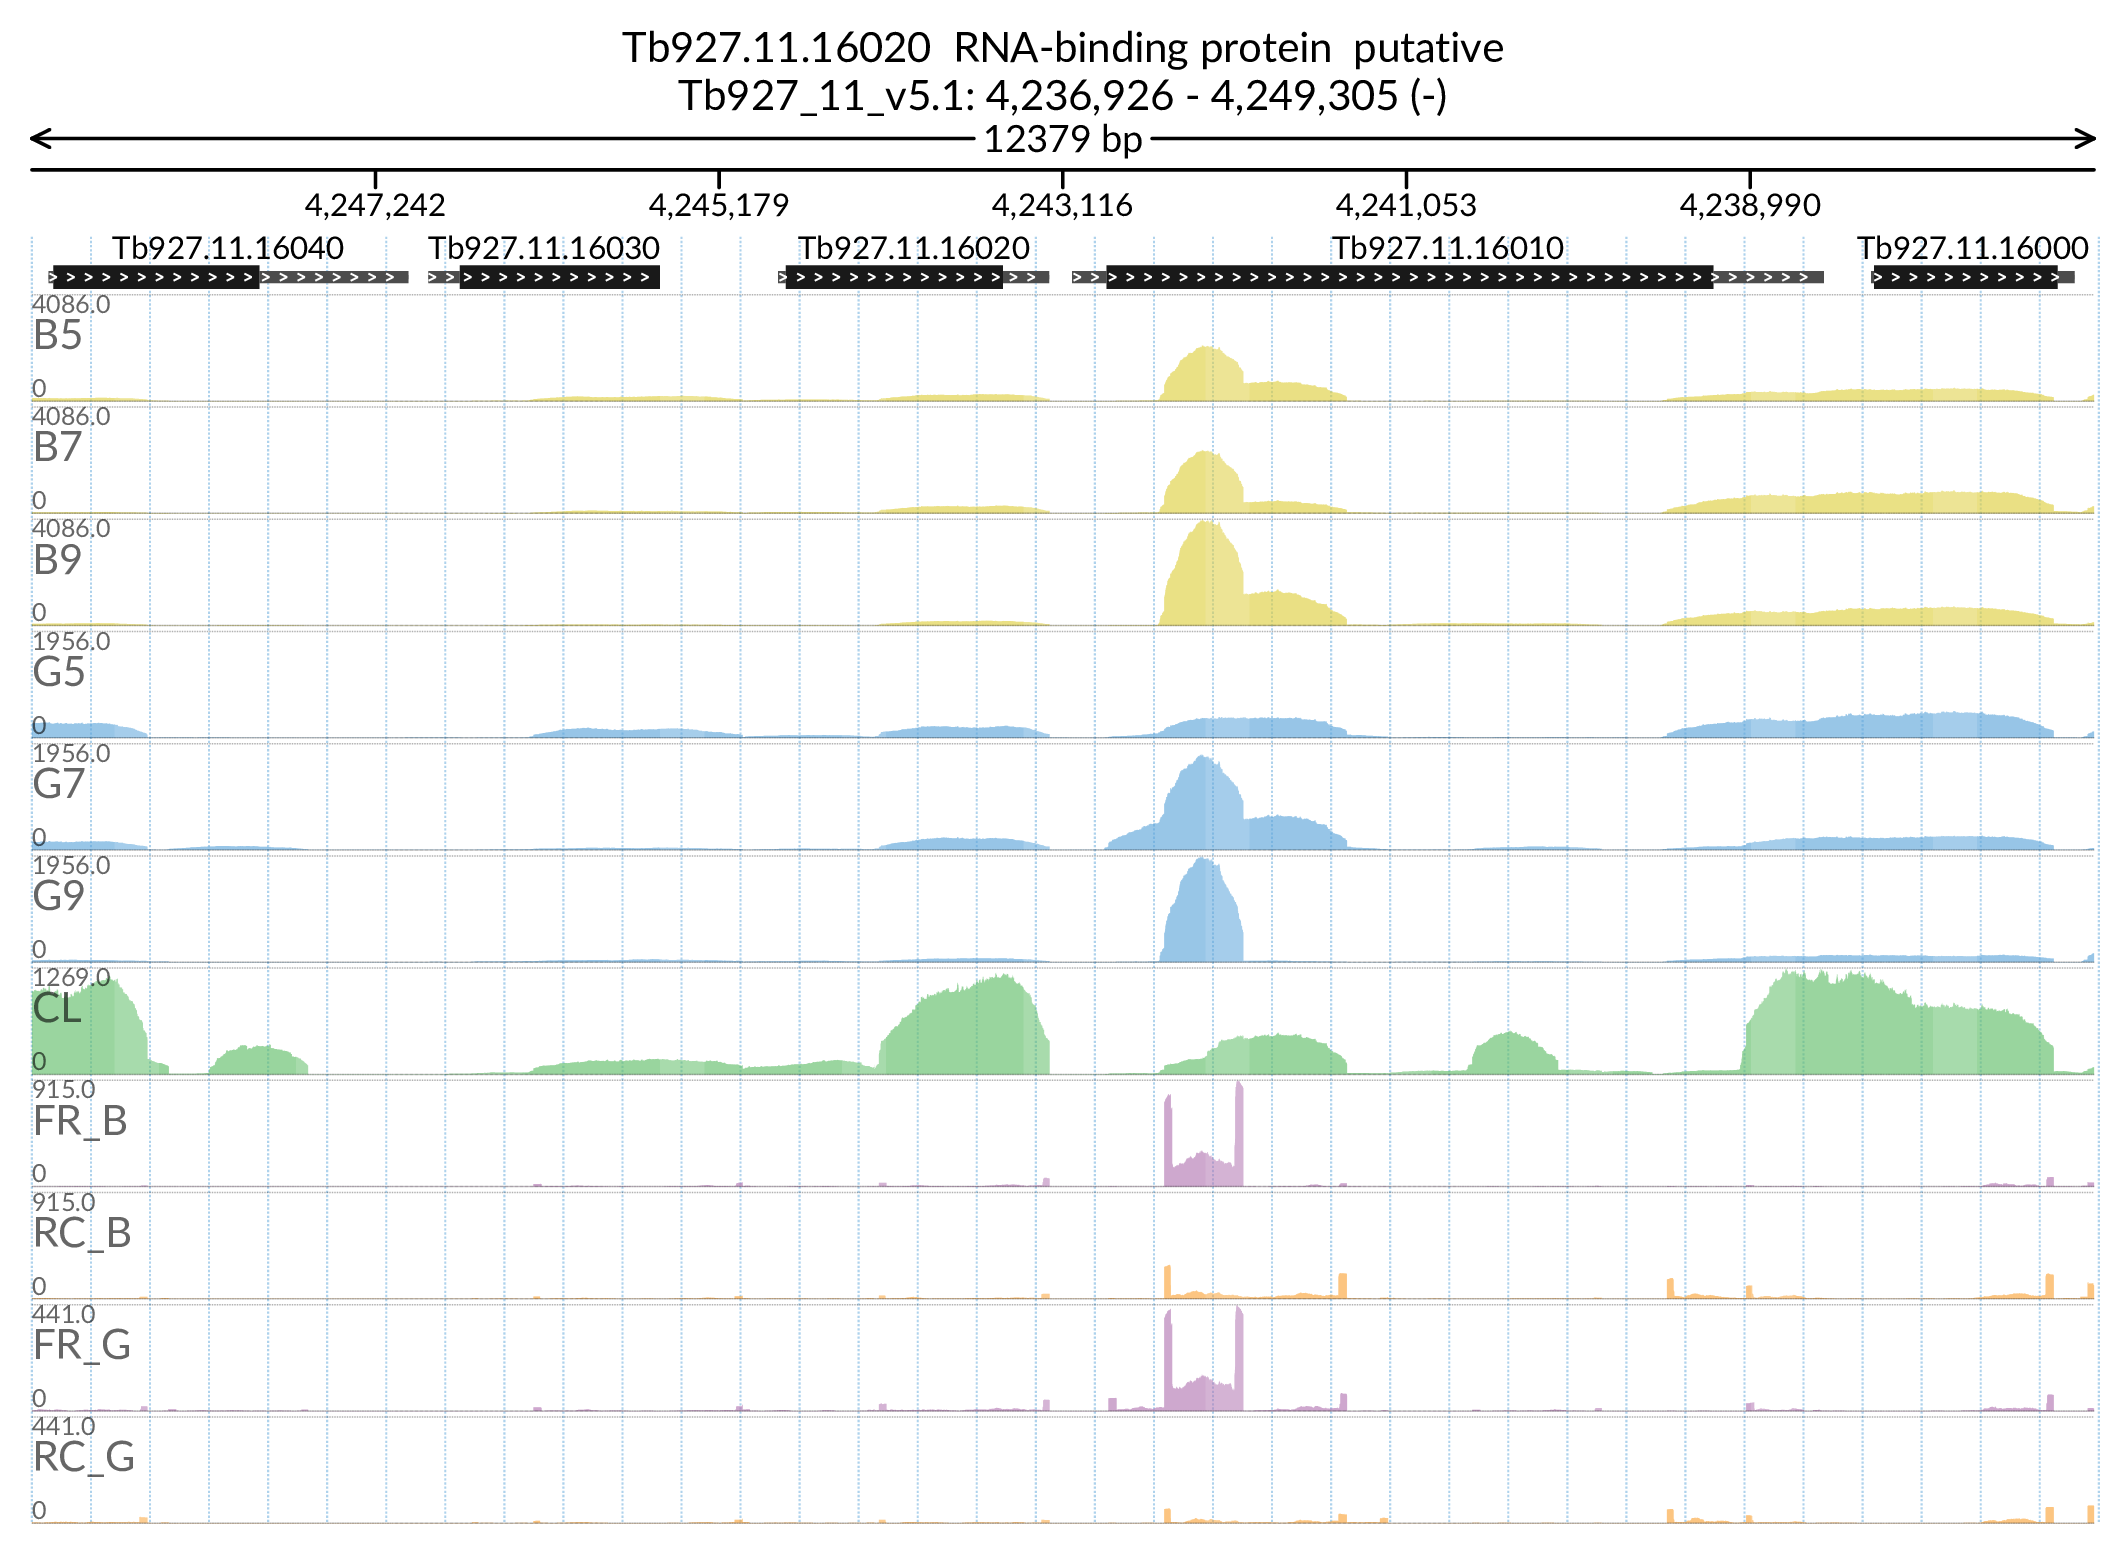 Tb927.11.16020  RNA-binding protein  putative
Tb927_11_v5.1: 4,236,926 - 4,249,305 (-)
12379 bp
4,247,242 4,245,179 4,243,116 4,241,053 4,238,990
Tb927.11.16040 Tb927.11.16030 Tb927.11.16020 Tb927.11.16010 Tb927.11.16000
4086.0
B5
0
4086.0
B7
0
4086.0
B9
0
1956.0
G5
0
1956.0
G7
0
1956.0
G9
0
1269.0
CL
0
915.0
FR_B
0
915.0
RC_B
0
441.0
FR_G
0
441.0
RC_G
0